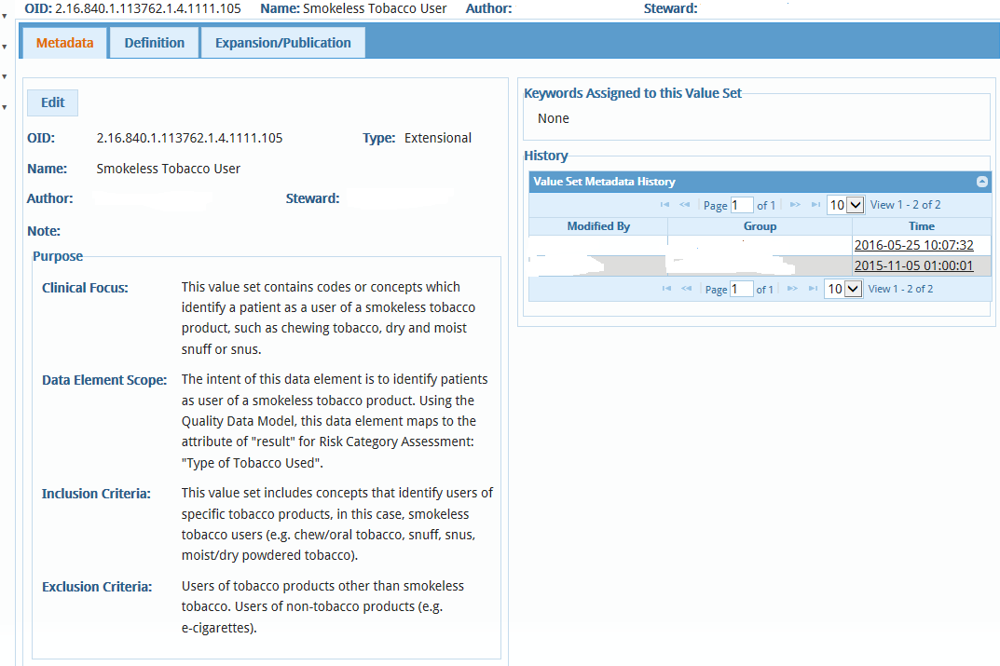 OID: 2.16.840.1.113762.1.4.1111.105 Name: Smokeless Tobacco User Author: Steward:
Metadata Definition Expansion/Publication
Edit
OID: 2.16.840.1.113762.1.4.1111.105 Type: Extensional
Name: Smokeless Tobacco User
Author: Steward:
Note:
Purpose
Clinical Focus: This value set contains codes or concepts which
identify a patient as a user of a smokeless tobacco
product, such as chewing tobacco, dry and moist
snuff or snus.
Data Element Scope: The intent of this data element is to identify patients
as user of a smokeless tobacco product. Using the
Quality Data Model, this data element maps to the
attribute of "result" for Risk Category Assessment:
"Type of Tobacco Used".
Inclusion Criteria: This value set includes concepts that identify users of
specific tobacco products, in this case, smokeless
tobacco users (e.g. chew/oral tobacco, snuff, snus,
moist/dry powdered tobacco).
Exclusion Criteria: Users of tobacco products other than smokeless
tobacco. Users of non-tobacco products (e.g.
e-cigarettes).
Keywords Assigned to this Value Set
None
History
Value Set Metadata History
Page 1 of 1 10 View 1 - 2 of 2
Modified By Group Time
2016-05-25 10:07:32
2015-11-05 01:00:01
Page 1 of 1 10 View 1 - 2 of 2